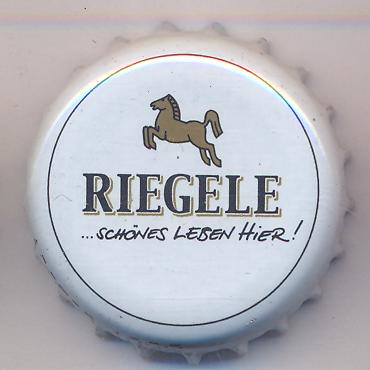 RIEGELE
...SCHÖNES LEBEN HIER!